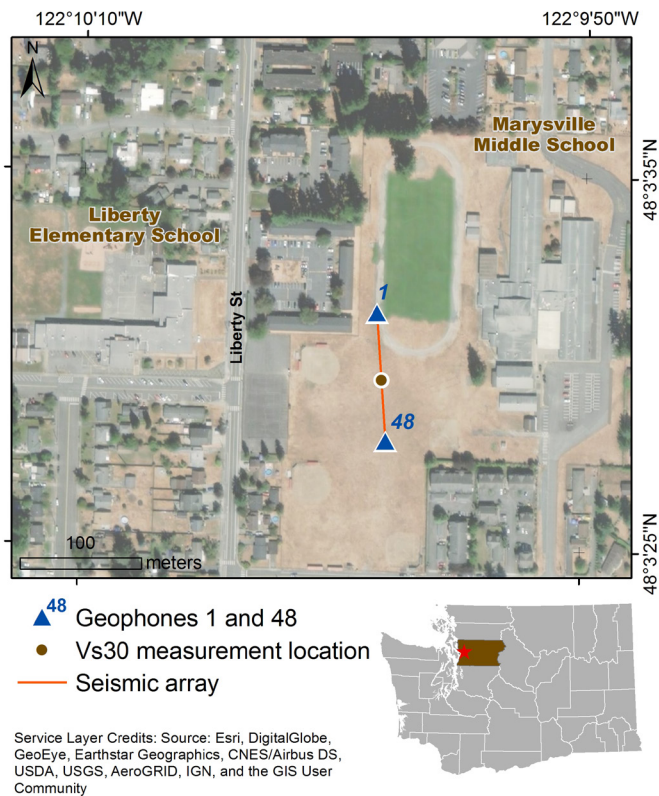 122°10'10"W
122°9'50"W
N
Marysville
Middle School
48°3'35"N
Liberty
Elementary School
1
Liberty St
48
100
meters
48°3'25"N
48
Geophones 1 and 48
Vs30 measurement location
Seismic array
Service Layer Credits: Source: Esri, DigitalGlobe,
GeoEye, Earthstar Geographics, CNES/Airbus DS,
USDA, USGS, AeroGRID, IGN, and the GIS User
Community